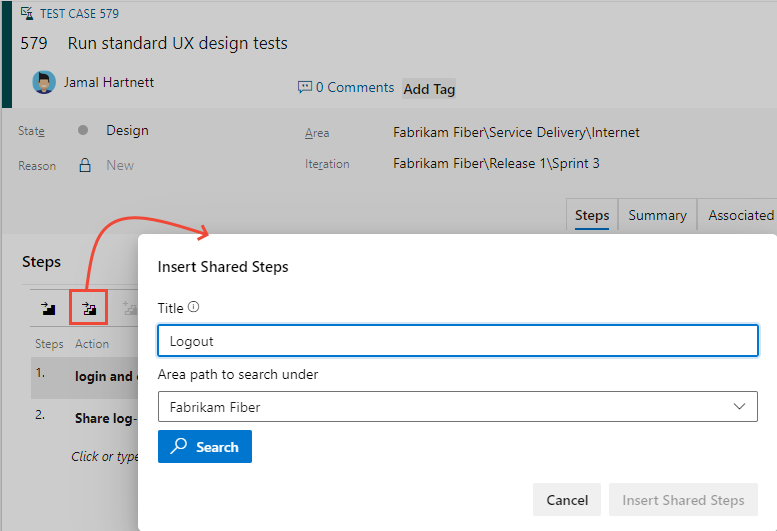 TEST CASE 579
579 Run standard UX design tests
Jamal Hartnett 0 Comments Add Tag
State Design Area Fabrikam Fiber\Service Delivery\Internet
Reason New Iteration Fabrikam Fiber\Release 1\Sprint 3
Steps Summary Associated
Steps
Insert Shared Steps
Title
Logout
Steps Action
Area path to search under
1. login and
Fabrikam Fiber
2. Share log-
Search
Click or type
Cancel Insert Shared Steps